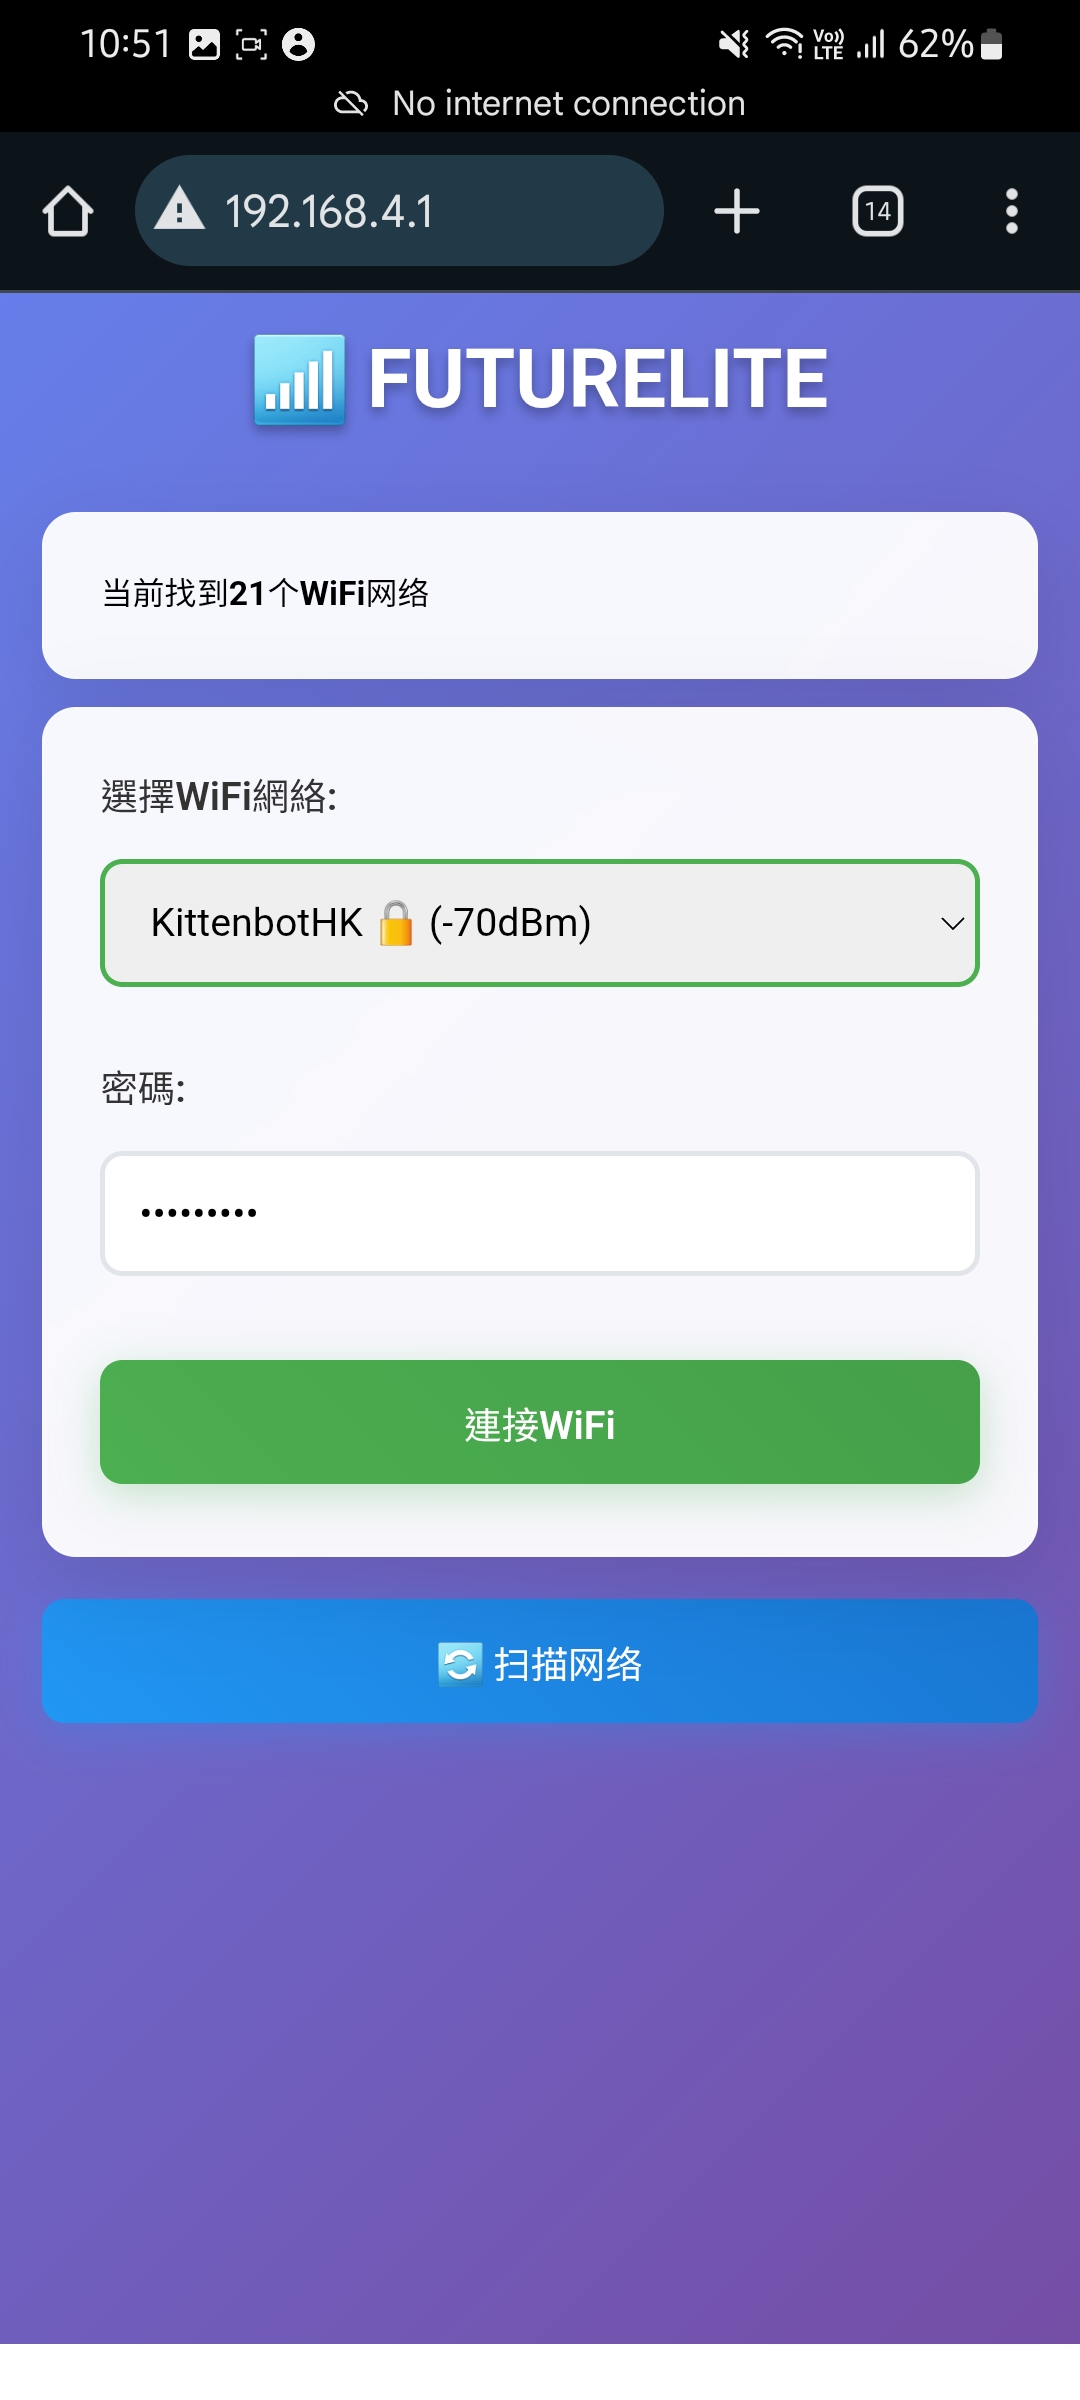 10:51 Vo)) LTE 62%
No internet connection
192.168.4.1 14
FUTURELITE
当前找到21个WiFi网络
選擇WiFi網絡:
KittenbotHK 🔒 (-70dBm)
密碼:
•••••••••
連接WiFi
扫描网络